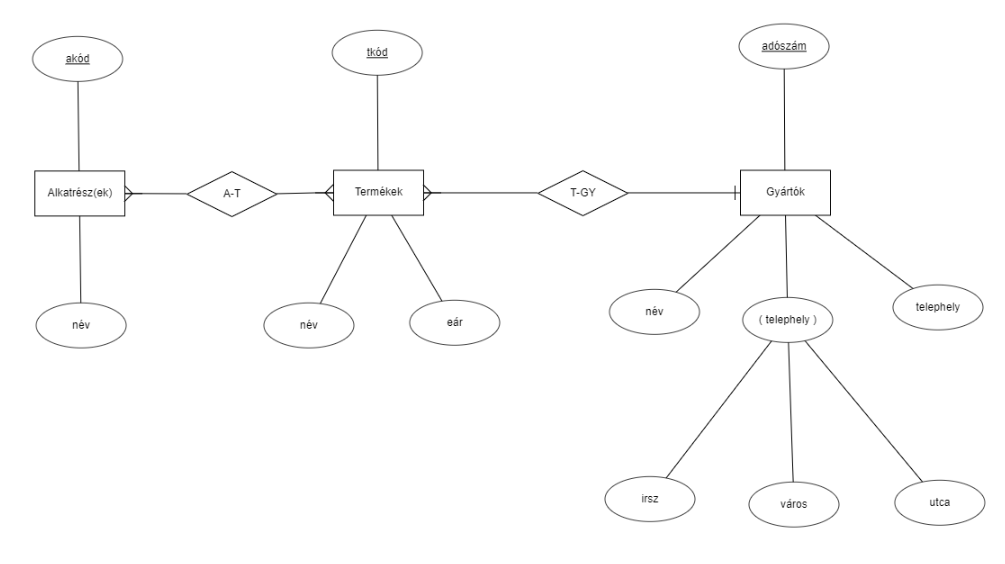 akód
tkód
adószám
Alkatrész(ek)
A-T
Termékek
T-GY
Gyártók
név
név
eár
név
( telephely )
telephely
irsz
város
utca